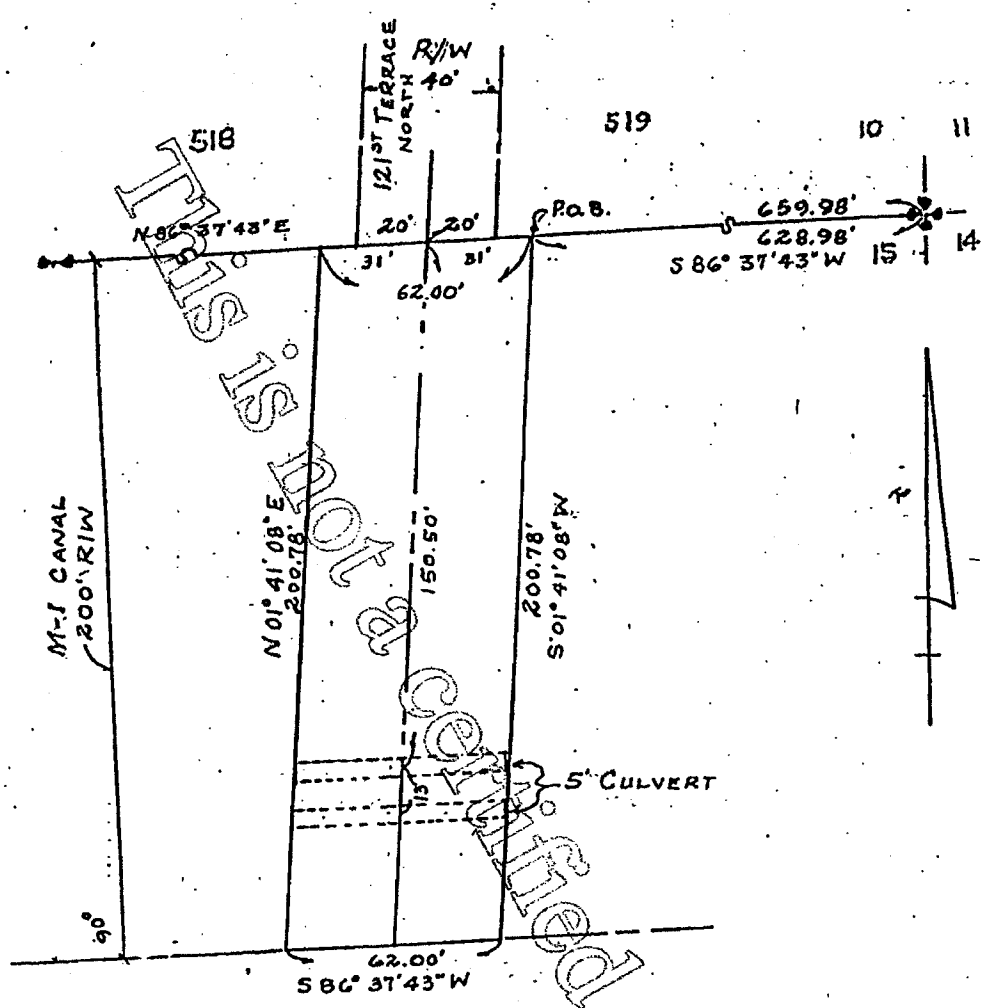 R/W
40'
121ST TERRACE
NORTH
518
519
10
11
P.O.B.
659.98'
628.98'
S 86° 37'43" W
15
14
N 86° 37'43" E
20'
20'
31'
31'
62.00'
M-1 CANAL
200' R/W
N 01° 41' 08" E
200.78'
150.50'
200.78'
S 01° 41' 08" W
5' CULVERT
90°
62.00'
S 86° 37'43" W
This is not a certified